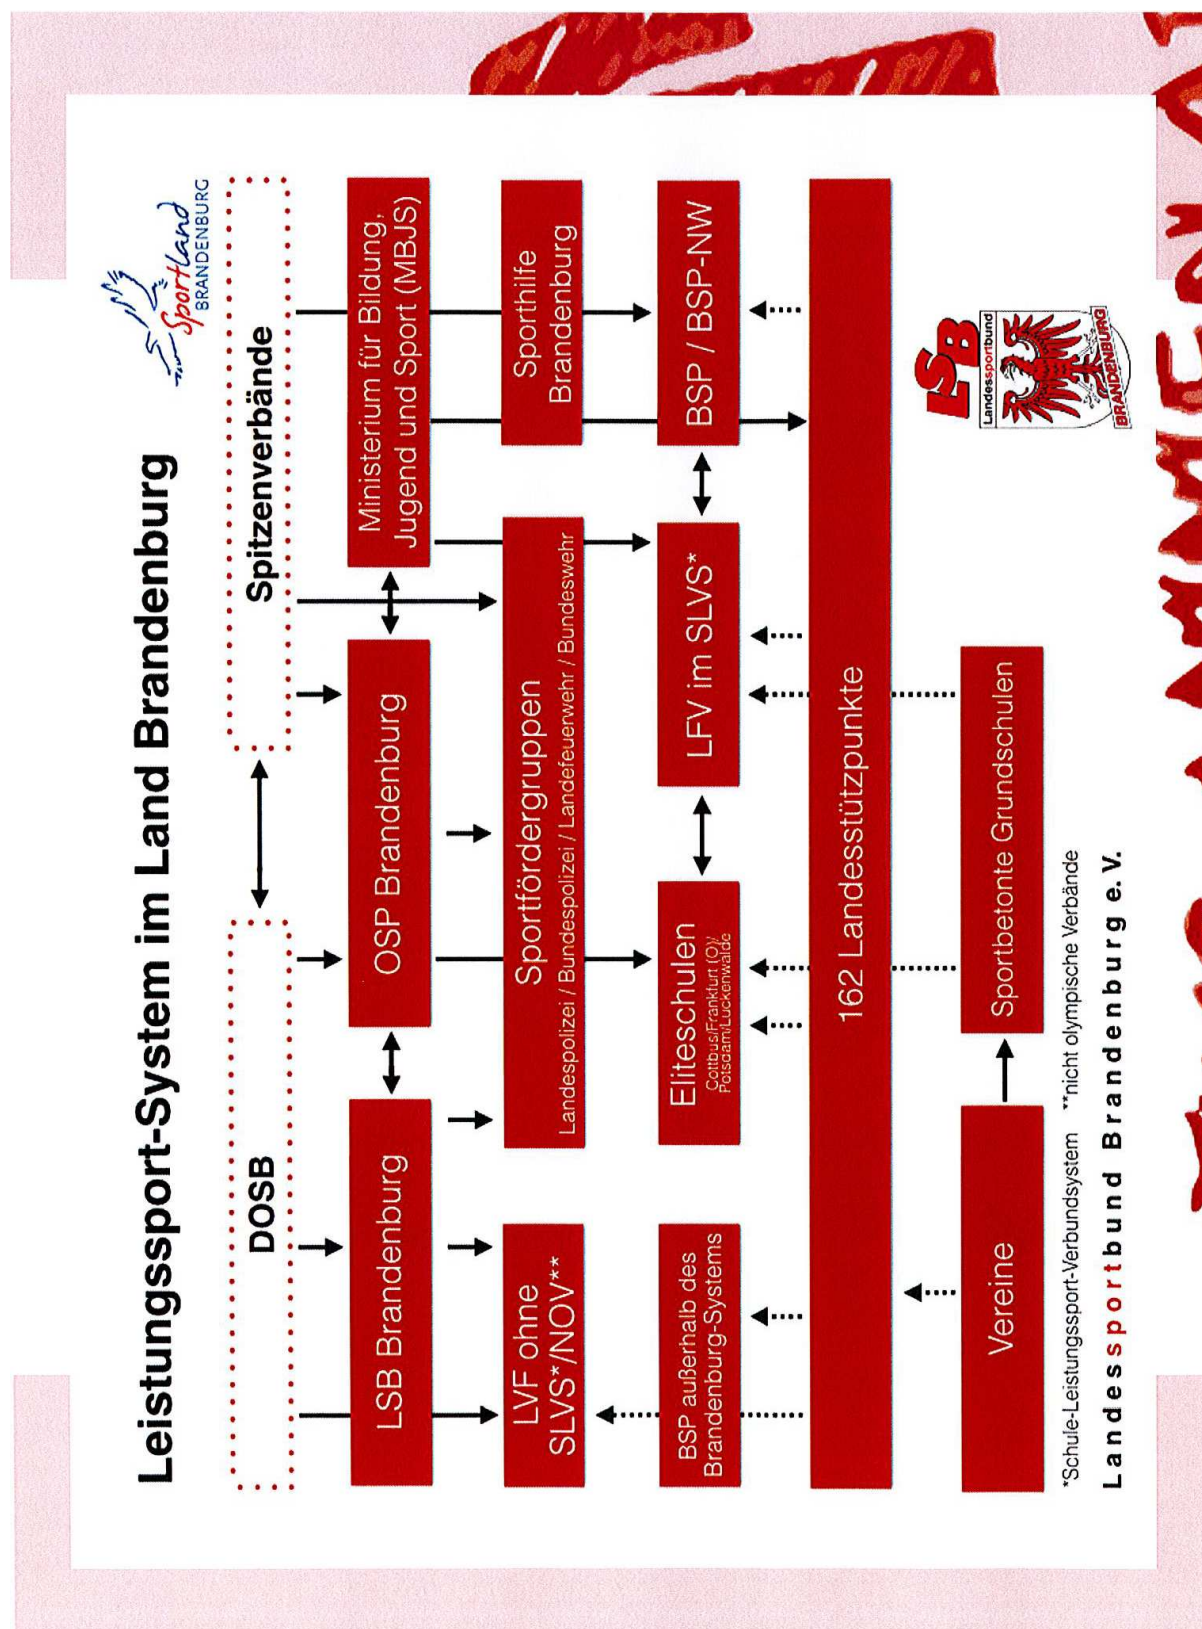 Leistungssport-System im Land Brandenburg
Sportland
BRANDENBURG
DOSB
Spitzenverbände
LSB Brandenburg
OSP Brandenburg
Ministerium für Bildung,
Jugend und Sport (MBJS)
LVF ohne
SLVS*/NOV**
Sportfördergruppen
Landespolizei / Bundespolizei / Landefeuerwehr / Bundeswehr
Sporthilfe
Brandenburg
BSP außerhalb des
Brandenburg-Systems
Eliteschulen
Cottbus/Frankfurt (O)/
Potsdam/Luckenwalde
LFV im SLVS*
BSP / BSP-NW
162 Landesstützpunkte
Vereine
Sportbetonte Grundschulen
*Schule-Leistungssport-Verbundsystem **nicht olympische Verbände
Landessportbund Brandenburg e. V.
LSB
Landessportbund
BRANDENBURG